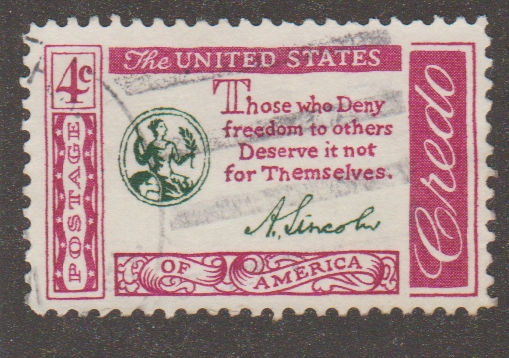 The UNITED STATES
4c
POSTAGE
Those who Deny
freedom to others
Deserve it not
for Themselves.
A. Lincoln
OF AMERICA
Credo